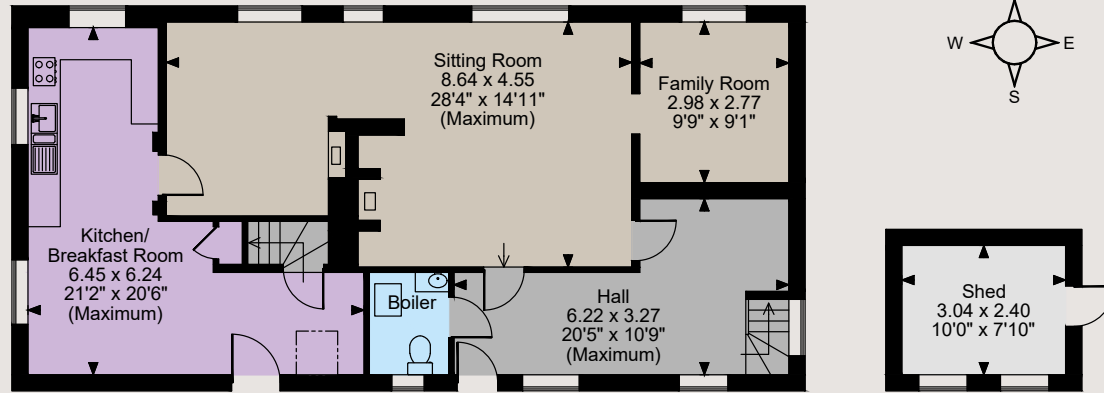 Sitting Room
8.64 x 4.55
28'4" x 14'11"
(Maximum)
Family Room
2.98 x 2.77
9'9" x 9'1"
W
E
S
Kitchen/
Breakfast Room
6.45 x 6.24
21'2" x 20'6"
(Maximum)
Boiler
Hall
6.22 x 3.27
20'5" x 10'9"
(Maximum)
Shed
3.04 x 2.40
10'0" x 7'10"